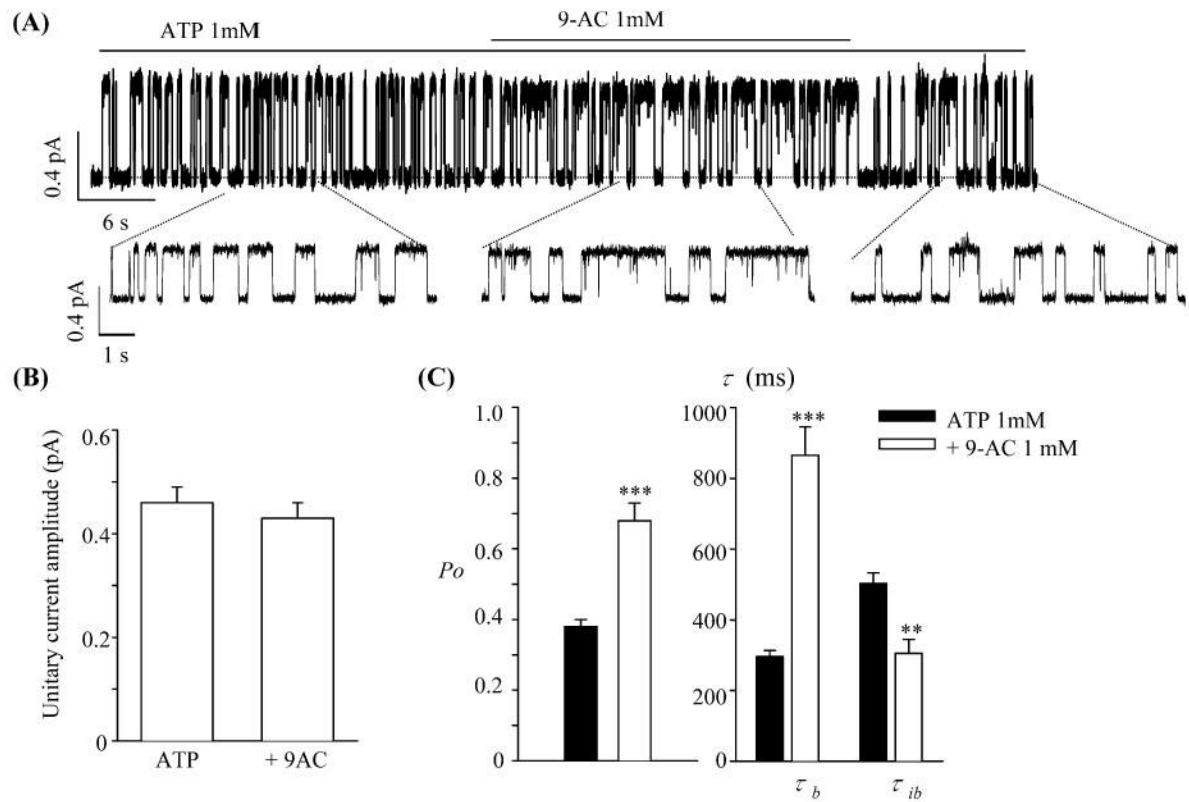 (A)
9-AC 1mM
ATP 1mM
0.4 pA
6 s
0.4 pA
1 s
(B)
Unitary current amplitude (pA)
0.6
0.4
0.2
0
ATP
+ 9AC
(C)
Po
1.0
0.8
0.6
0.4
0.2
0
***
τ (ms)
1000
800
600
400
200
0
***
**
τ b
τ ib
ATP 1mM
+ 9-AC 1 mM